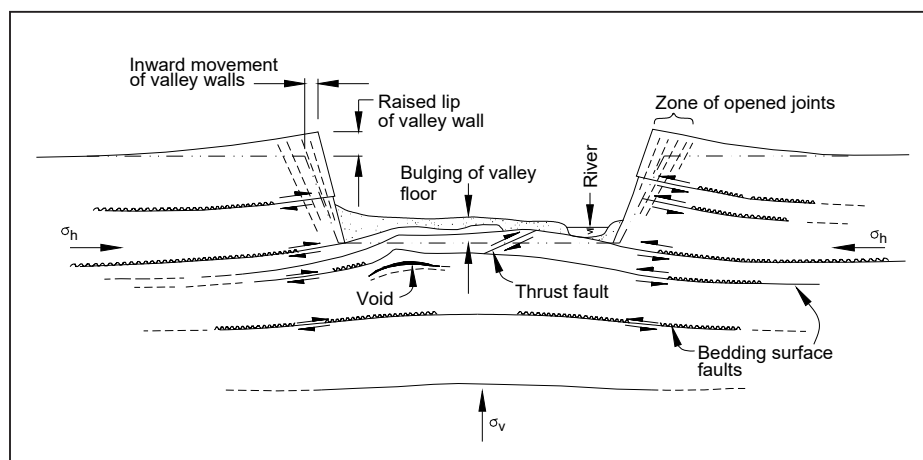 Inward movement
of valley walls
Raised lip
of valley wall
Zone of opened joints
Bulging of valley
floor
River
σh
σh
Void
Thrust fault
Bedding surface
faults
σv